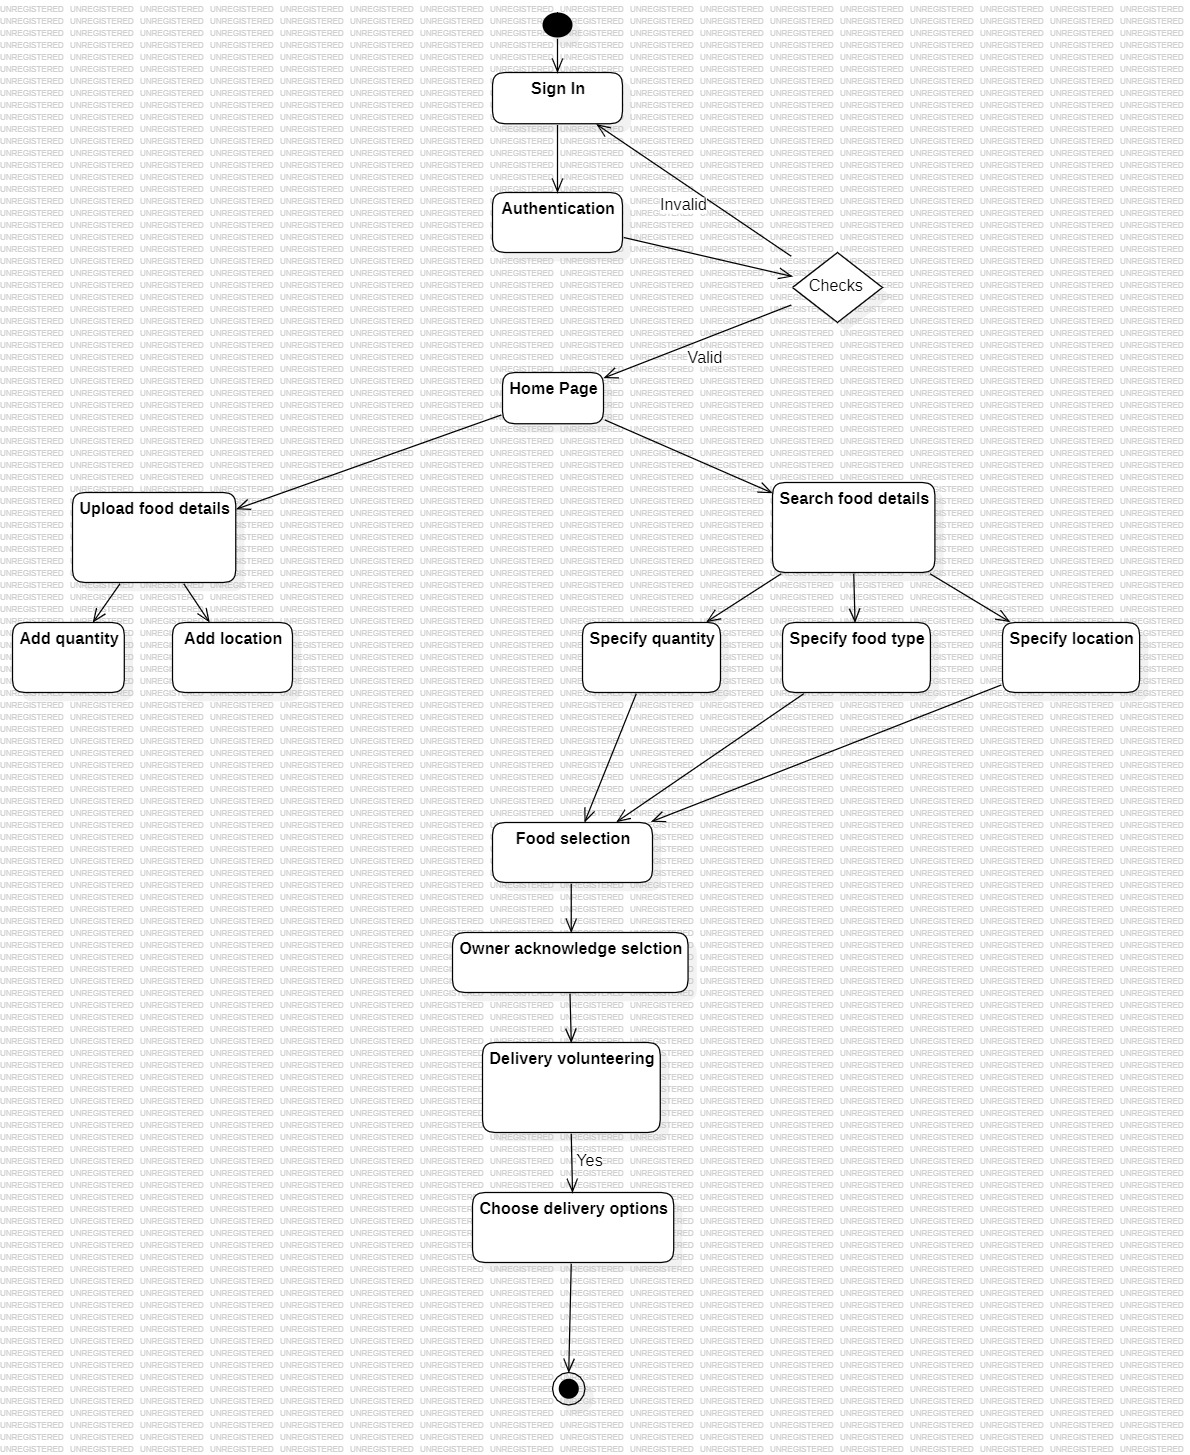 Sign In
Authentication
Invalid
Checks
Valid
Home Page
Upload food details
Search food details
Add quantity
Add location
Specify quantity
Specify food type
Specify location
Food selection
Owner acknowledge selction
Delivery volunteering
Yes
Choose delivery options
UNREGISTERED